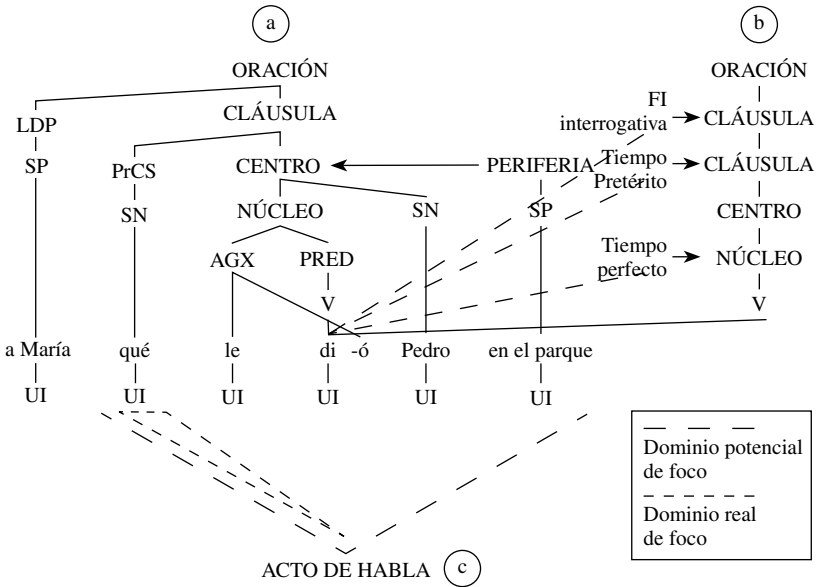 a
b
ORACIÓN
ORACIÓN
FI
interrogativa
LDP
CLÁUSULA
CLÁUSULA
SP
PrCS
CENTRO
PERIFERIA
Tiempo
Pretérito
CLÁUSULA
SN
NÚCLEO
SN
SP
CENTRO
AGX
PRED
Tiempo
perfecto
NÚCLEO
V
V
a María
qué
le
di
-ó
Pedro
en el parque
UI
UI
UI
UI
UI
UI
Dominio potencial
de foco
Dominio real
de foco
ACTO DE HABLA
c